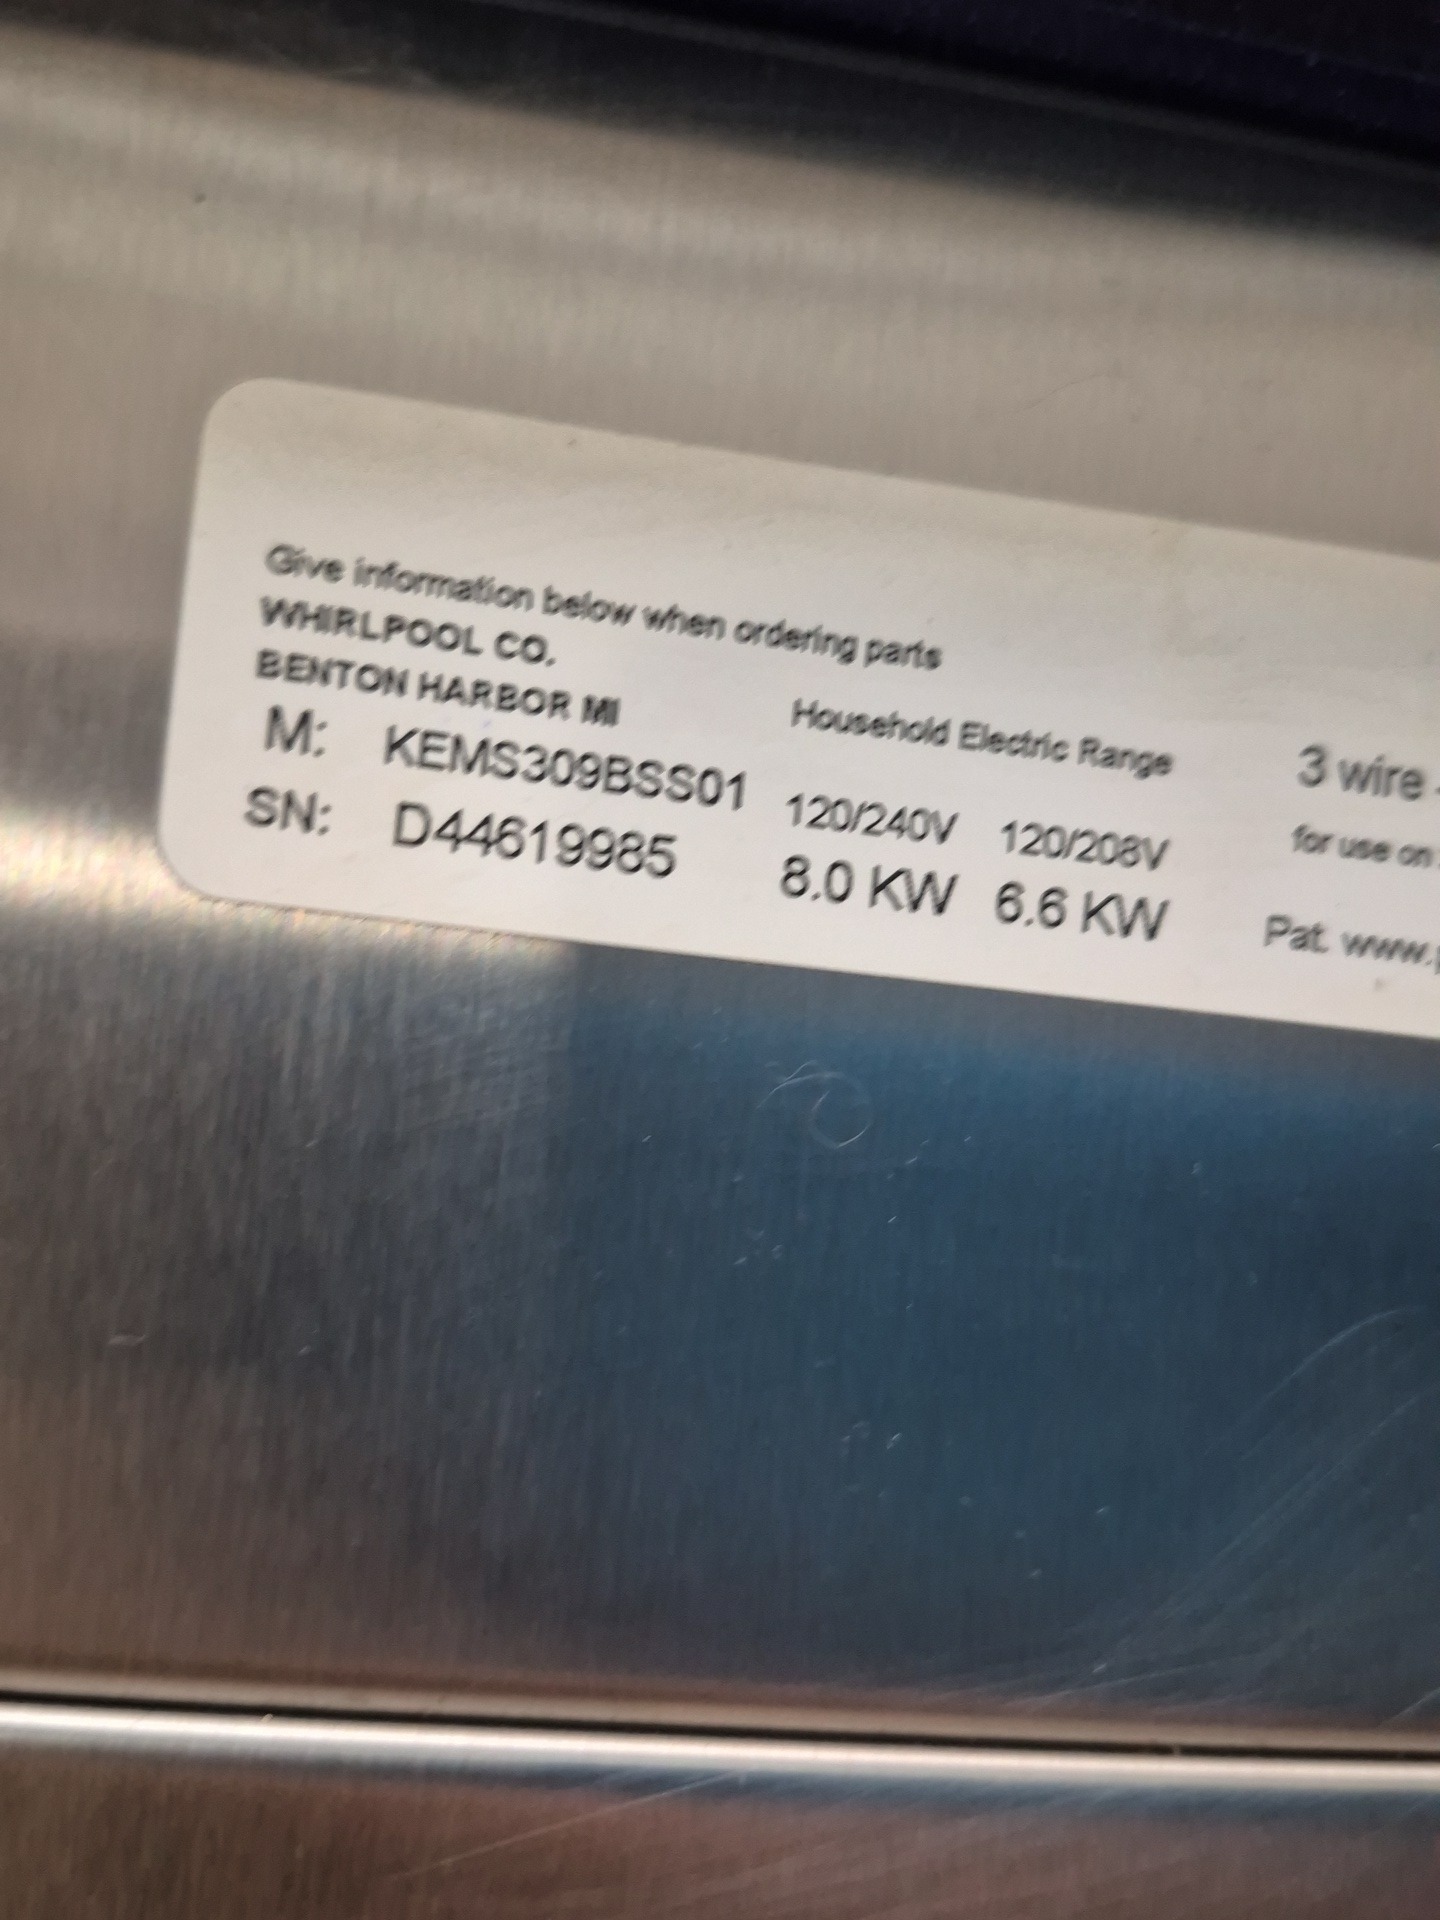 Give information below when ordering parts
WHIRLPOOL CO.
BENTON HARBOR MI
Household Electric Range
3 wire
M: KEMS309BSS01
120/240V 120/208V
for use on
SN: D44619985
8.0 KW 6.6 KW
Pat. www.